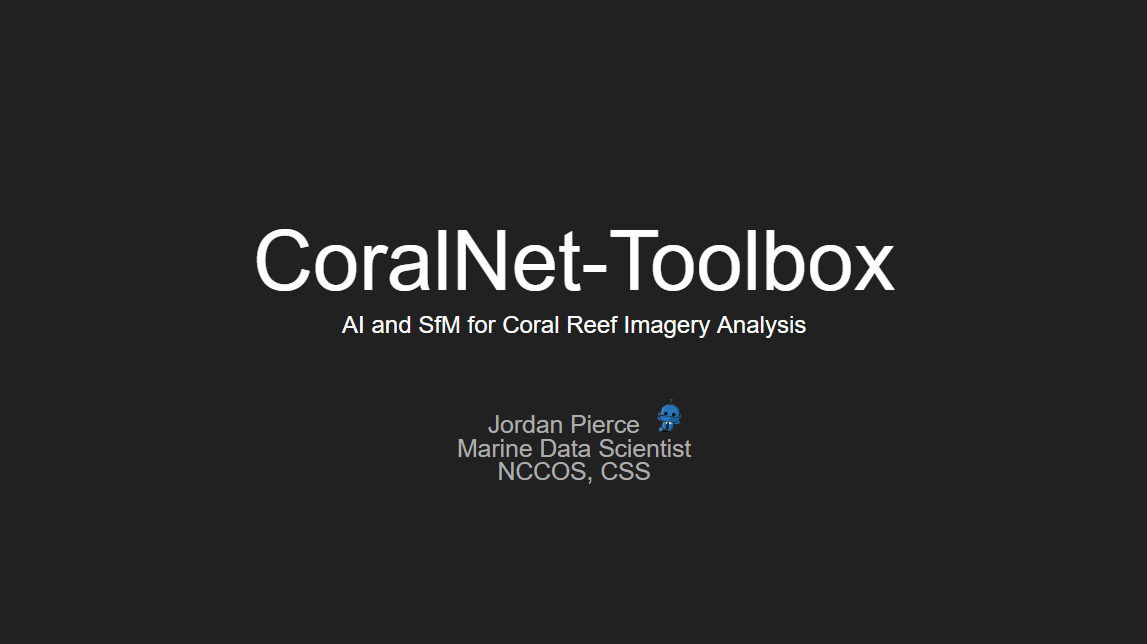 CoralNet-Toolbox
AI and SfM for Coral Reef Imagery Analysis
Jordan Pierce
Marine Data Scientist
NCCOS, CSS